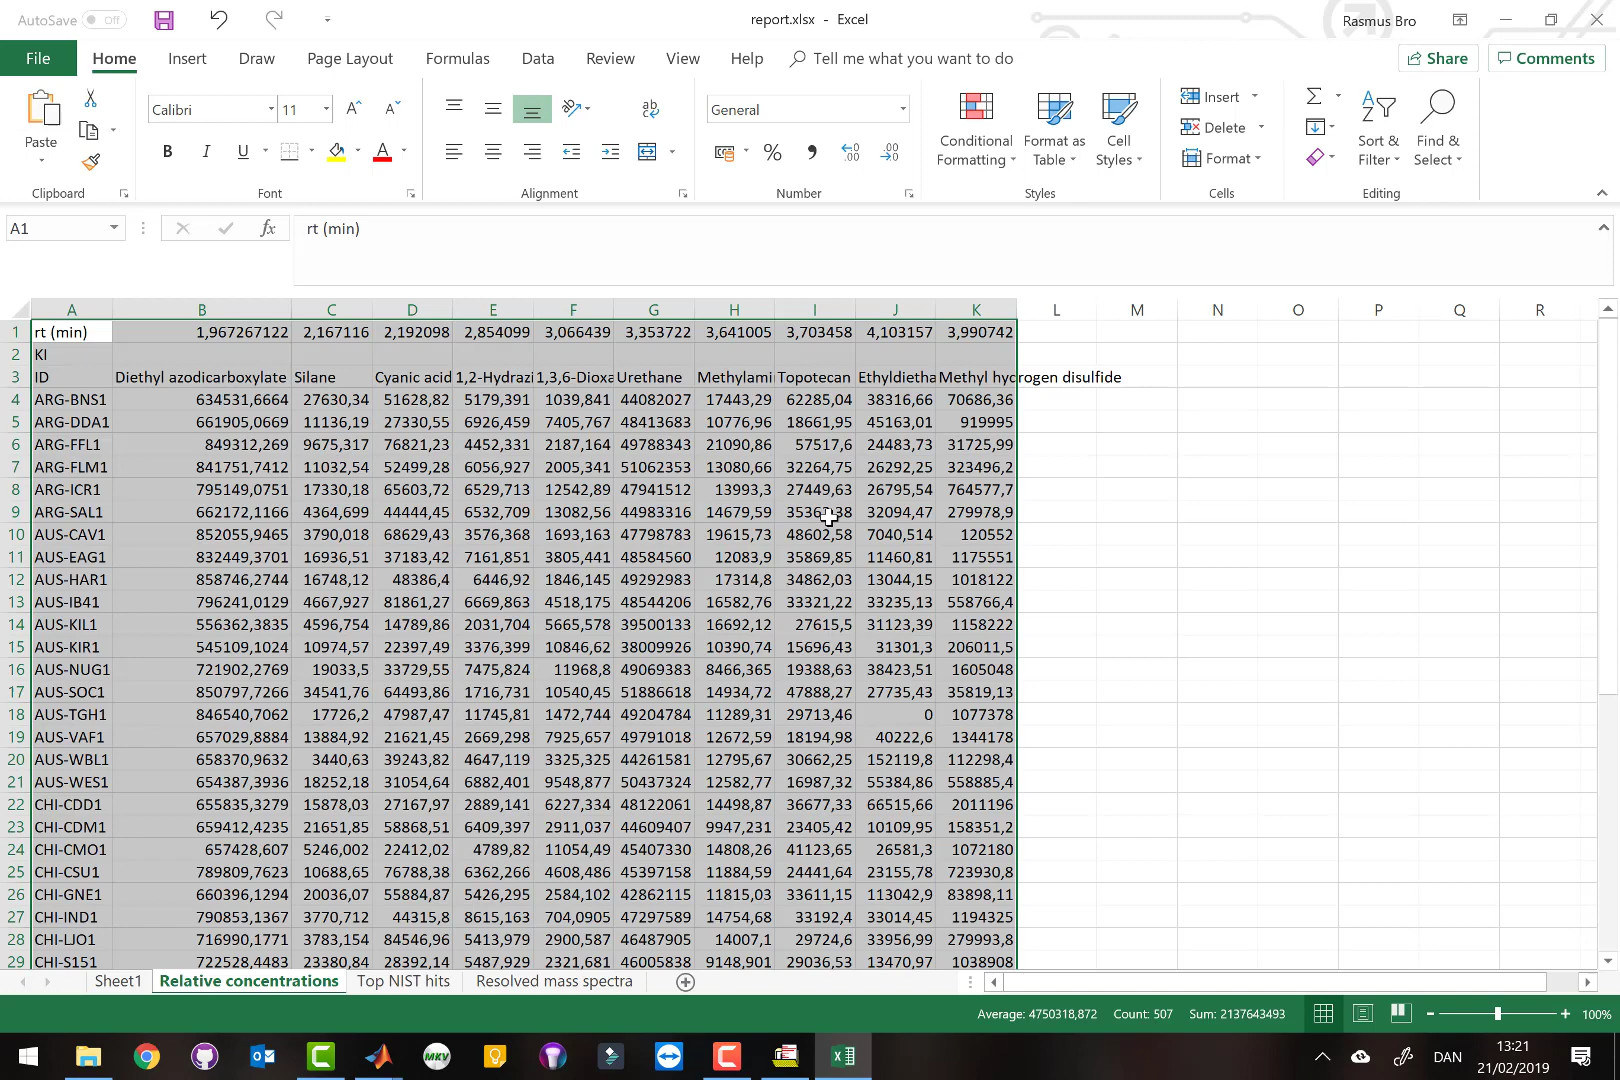 AutoSave Off report.xlsx - Excel Rasmus Bro
File Home Insert Draw Page Layout Formulas Data Review View Help Tell me what you want to do Share Comments
Calibri 11 General Insert
Paste Conditional Format as Cell Delete Sort & Find &
Formatting Table Styles Format Filter Select
Clipboard Font Alignment Number Styles Cells Editing
A1 fx rt (min)
A B C D E F G H I J K L M N O P Q R
1 rt (min) 1,967267122 2,167116 2,192098 2,854099 3,066439 3,353722 3,641005 3,703458 4,103157 3,990742
2 KI
3 ID Diethyl azodicarboxylate Silane Cyanic acid 1,2-Hydrazi 1,3,6-Dioxa Urethane Methylami Topotecan Ethyldietha Methyl hydrogen disulfide
4 ARG-BNS1 634531,6664 27630,34 51628,82 5179,391 1039,841 44082027 17443,29 62285,04 38316,66 70686,36
5 ARG-DDA1 661905,0669 11136,19 27330,55 6926,459 7405,767 48413683 10776,96 18661,95 45163,01 919995
6 ARG-FFL1 849312,269 9675,317 76821,23 4452,331 2187,164 49788343 21090,86 57517,6 24483,73 31725,99
7 ARG-FLM1 841751,7412 11032,54 52499,28 6056,927 2005,341 51062353 13080,66 32264,75 26292,25 323496,2
8 ARG-ICR1 795149,0751 17330,18 65603,72 6529,713 12542,89 47941512 13993,3 27449,63 26795,54 764577,7
9 ARG-SAL1 662172,1166 4364,699 44444,45 6532,709 13082,56 44983316 14679,59 32094,47 279978,9
10 AUS-CAV1 852055,9465 3790,018 68629,43 3576,368 1693,163 47798783 19615,73 48602,58 7040,514 120552
11 AUS-EAG1 832449,3701 16936,51 37183,42 7161,851 3805,441 48584560 12083,9 35869,85 11460,81 1175551
12 AUS-HAR1 858746,2744 16748,12 48386,4 6446,92 1846,145 49292983 17314,8 34862,03 13044,15 1018122
13 AUS-IB41 796241,0129 4667,927 81861,27 6669,863 4518,175 48544206 16582,76 33321,22 33235,13 558766,4
14 AUS-KIL1 556362,3835 4596,754 14789,86 2031,704 5665,578 39500133 16692,12 27615,5 31123,39 1158222
15 AUS-KIR1 545109,1024 10974,57 22397,49 3376,399 10846,62 38009926 10390,74 15696,43 31301,3 206011,5
16 AUS-NUG1 721902,2769 19033,5 33729,55 7475,824 11968,8 49069383 8466,365 19388,63 38423,51 1605048
17 AUS-SOC1 850797,7266 34541,76 64493,86 1716,731 10540,45 51886618 14934,72 47888,27 27735,43 35819,13
18 AUS-TGH1 846540,7062 17726,2 47987,47 11745,81 1472,744 49204784 11289,31 29713,46 0 1077378
19 AUS-VAF1 657029,8884 13884,92 21621,45 2669,298 7925,657 49791018 12672,59 18194,98 40222,6 1344178
20 AUS-WBL1 658370,9632 3440,63 39243,82 4647,119 3325,325 44261581 12795,67 30662,25 152119,8 112298,4
21 AUS-WES1 654387,3936 18252,18 31054,64 6882,401 9548,877 50437324 12582,77 16987,32 55384,86 558885,4
22 CHI-CDD1 655835,3279 15878,03 27167,97 2889,141 6227,334 48122061 14498,87 36677,33 66515,66 2011196
23 CHI-CDM1 659412,4235 21651,85 58868,51 6409,397 2911,037 44609407 9947,231 23405,42 10109,95 158351,2
24 CHI-CMO1 657428,607 5246,002 22412,02 4789,82 11054,49 45407330 14808,26 41123,65 26581,3 1072180
25 CHI-CSU1 789809,7623 10688,65 76788,38 6362,266 4608,486 45397158 11884,59 24441,64 23155,78 723930,8
26 CHI-GNE1 660396,1294 20036,07 55884,87 5426,295 2584,102 42862115 11815,03 33611,15 113042,9 83898,11
27 CHI-IND1 790853,1367 3770,712 44315,8 8615,163 704,0905 47297589 14754,68 33192,4 33014,45 1194325
28 CHI-LJO1 716990,1771 3783,154 84546,96 5413,979 2900,587 46487905 14007,1 29724,6 33956,99 279993,8
29 CHI-S151 722528,4483 23380,84 28392,14 5487,929 2321,681 46005838 9148,901 29036,53 13470,97 1038908
Sheet1 Relative concentrations Top NIST hits Resolved mass spectra
Average: 4750318,872 Count: 507 Sum: 2137643493 100%
MKV DAN 13:21
21/02/2019